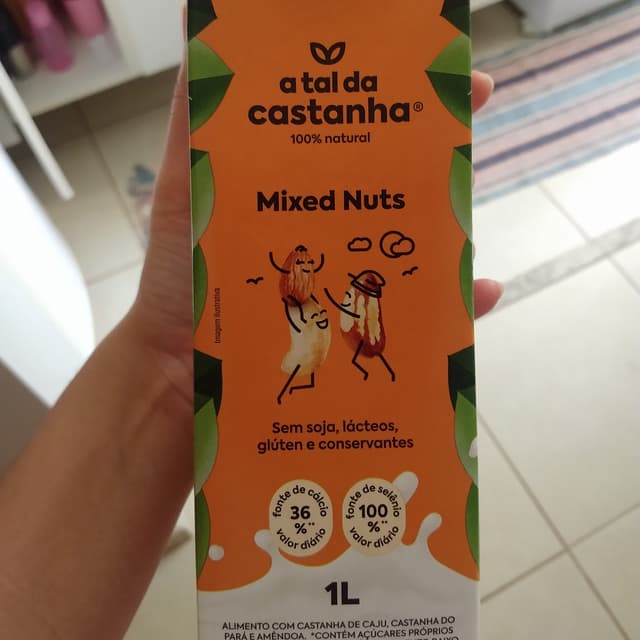 a tal da
castanha®
100% natural
Mixed Nuts
Imagem ilustrativa
Sem soja, lácteos,
glúten e conservantes
fonte de cálcio
36
%**
valor diário
fonte de selênio
100
%**
valor diário
1L
ALIMENTO COM CASTANHA DE CAJU, CASTANHA DO
PARÁ E AMÊNDOA. *CONTÉM AÇÚCARES PRÓPRIOS